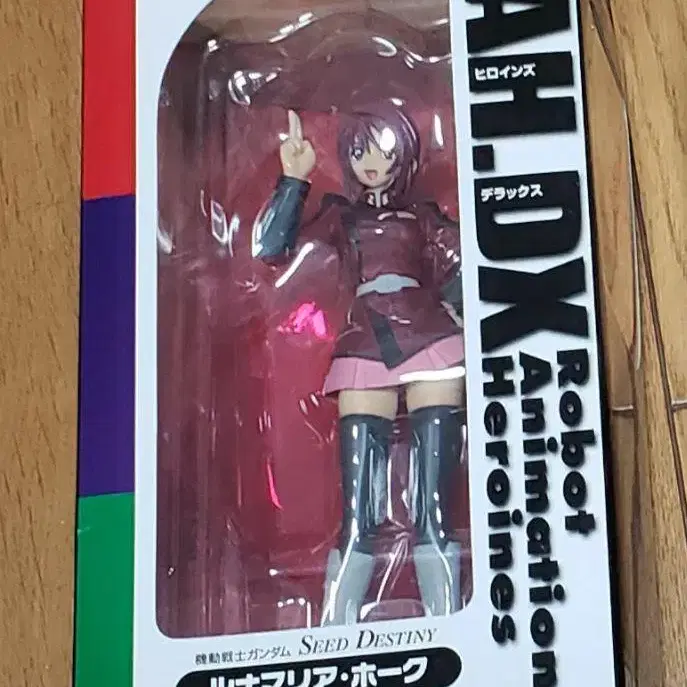 AH.DX
ヒロインズ
デラックス
Robot
Animation
Heroines
機動戦士ガンダム SEED DESTINY
ルナマリア・ホーク